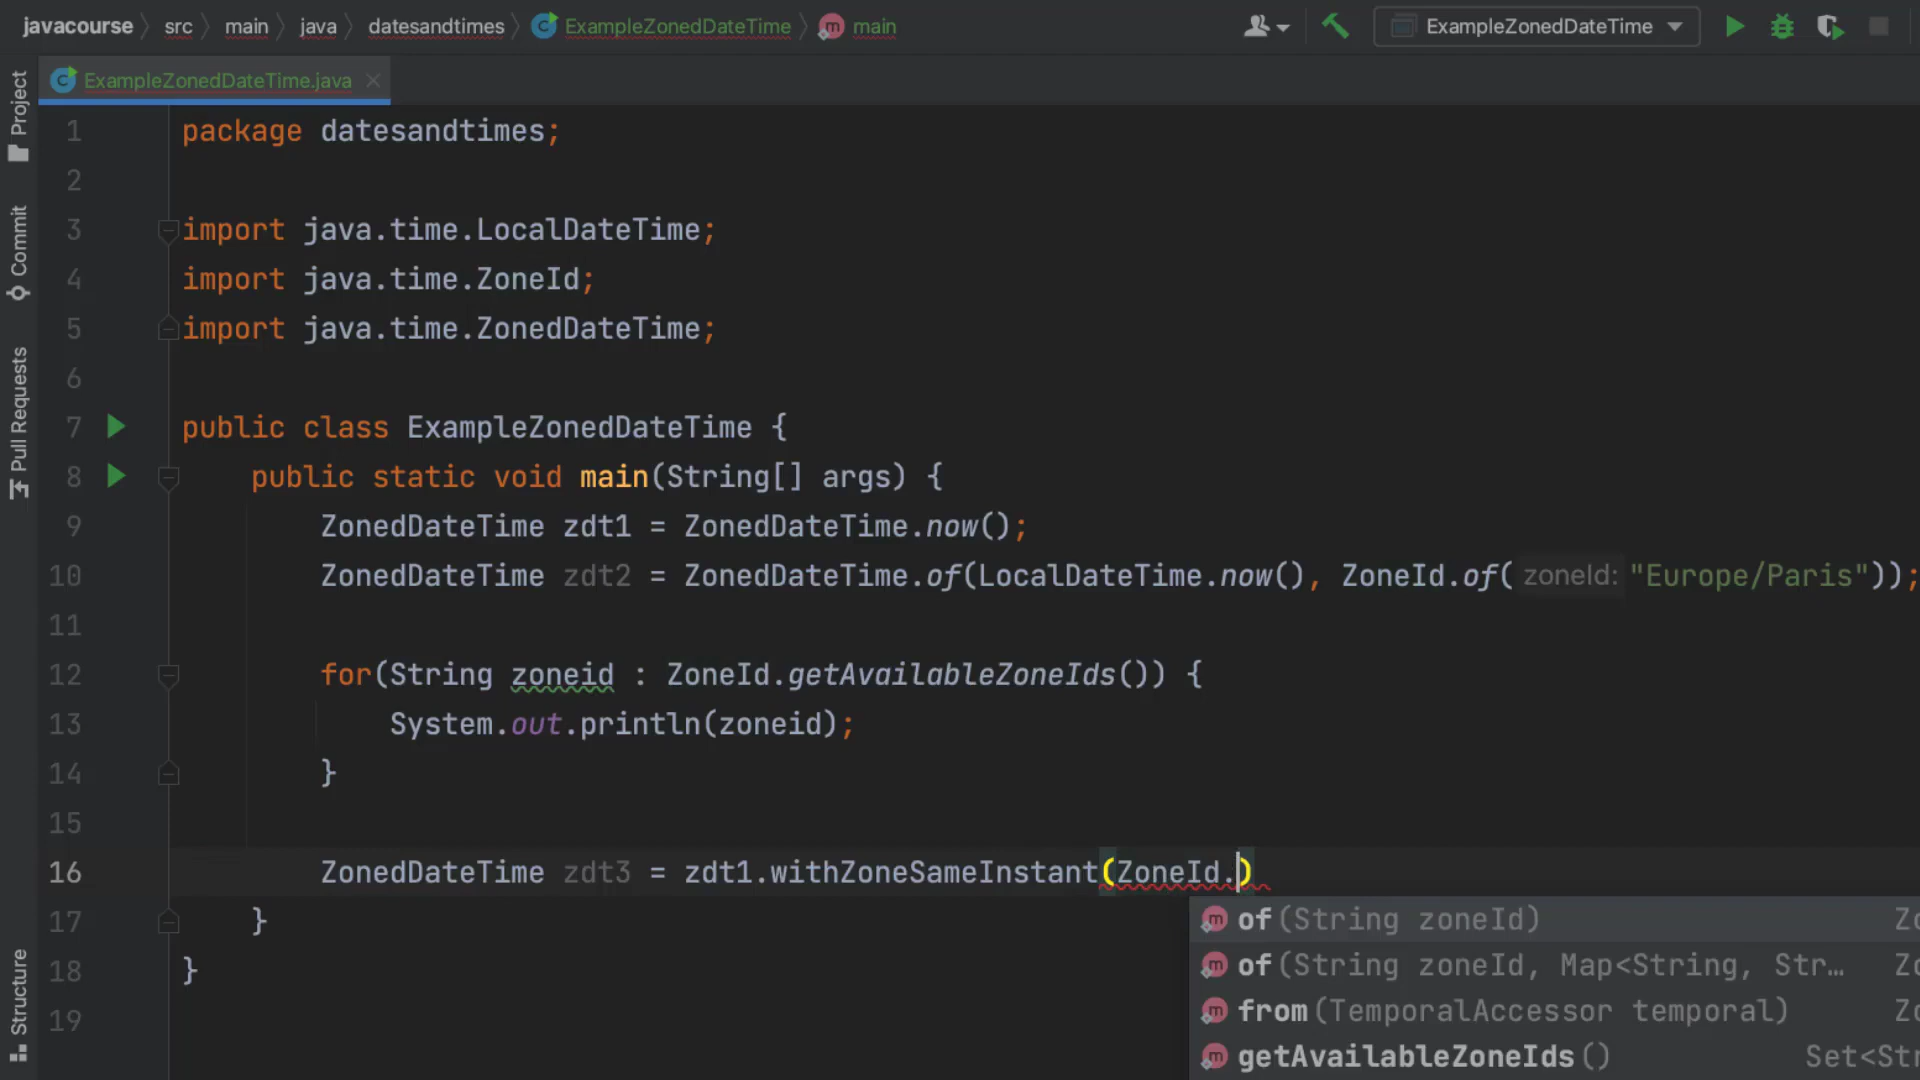 javacourse src main java datesandtimes ExampleZonedDateTime main ExampleZonedDateTime
ExampleZonedDateTime.java
Project
Commit
Pull Requests
Structure
1 package datesandtimes;
2
3 import java.time.LocalDateTime;
4 import java.time.ZoneId;
5 import java.time.ZonedDateTime;
6
7 public class ExampleZonedDateTime {
8 public static void main(String[] args) {
9 ZonedDateTime zdt1 = ZonedDateTime.now();
10 ZonedDateTime zdt2 = ZonedDateTime.of(LocalDateTime.now(), ZoneId.of( zoneId: "Europe/Paris"));
11
12 for(String zoneid : ZoneId.getAvailableZoneIds()) {
13 System.out.println(zoneid);
14 }
15
16 ZonedDateTime zdt3 = zdt1.withZoneSameInstant(ZoneId.)
17 }
18 }
19
of(String zoneId) Zo
of(String zoneId, Map<String, Str… Zo
from(TemporalAccessor temporal) Zo
getAvailableZoneIds() Set<Str